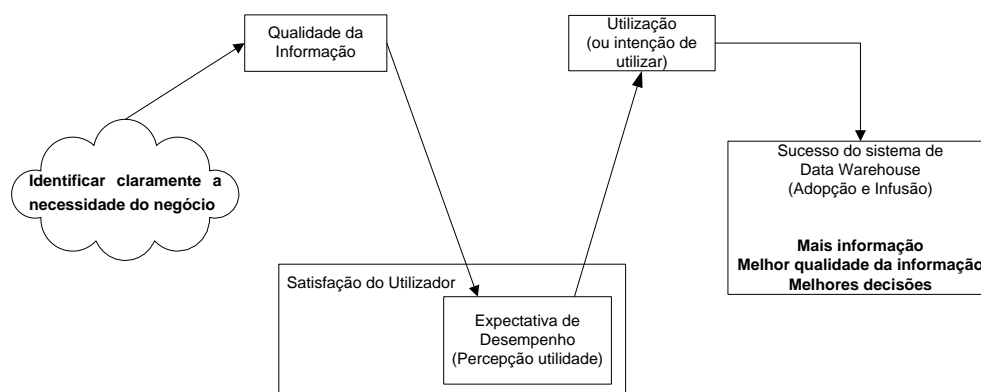 Qualidade da
Informação
Utilização
(ou intenção de
utilizar)
Identificar claramente a
necessidade do negócio
Sucesso do sistema de
Data Warehouse
(Adopção e Infusão)
Mais informação
Melhor qualidade da informação
Melhores decisões
Satisfação do Utilizador
Expectativa de
Desempenho
(Percepção utilidade)